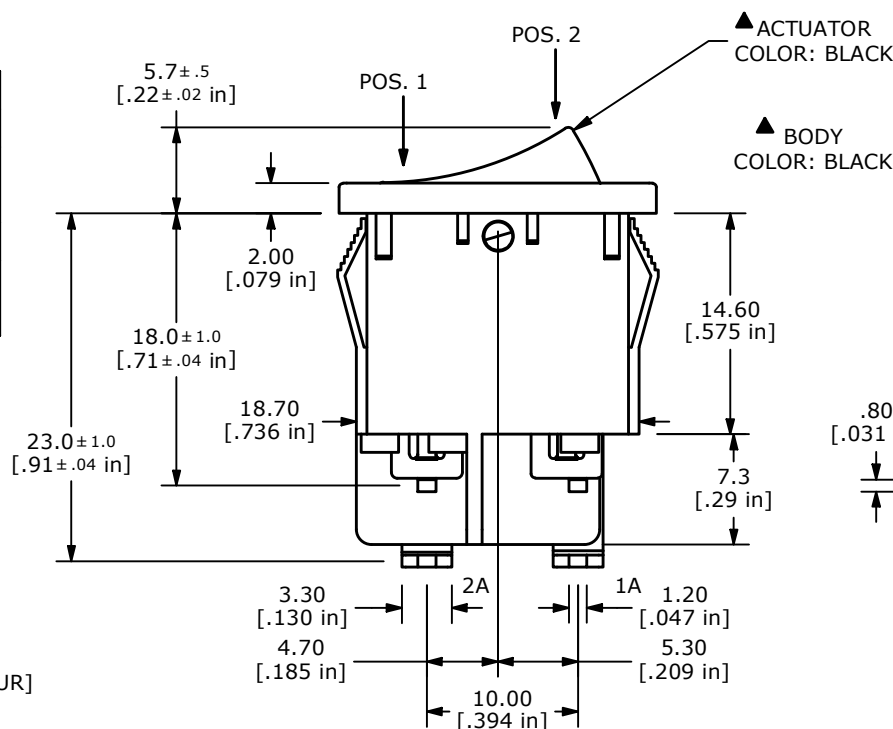 POS. 2
▲ ACTUATOR
COLOR: BLACK
5.7±.5
[.22±.02 in]
POS. 1
▲ BODY
COLOR: BLACK
2.00
[.079 in]
14.60
[.575 in]
18.0±1.0
[.71±.04 in]
18.70
[.736 in]
.80
[.031
23.0±1.0
[.91±.04 in]
7.3
[.29 in]
3.30
[.130 in]
2A
1A
1.20
[.047 in]
4.70
[.185 in]
5.30
[.209 in]
10.00
[.394 in]
UR]